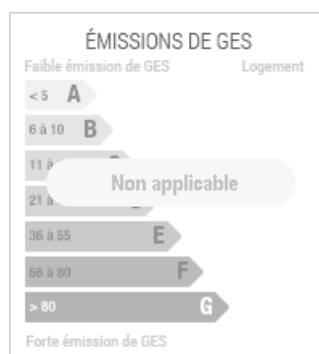 ÉMISSIONS DE GES
Faible émission de GES Logement
< 5 A
6 à 10 B
11 à
Non applicable
21 à
36 à 55 E
56 à 80 F
> 80 G
Forte émission de GES